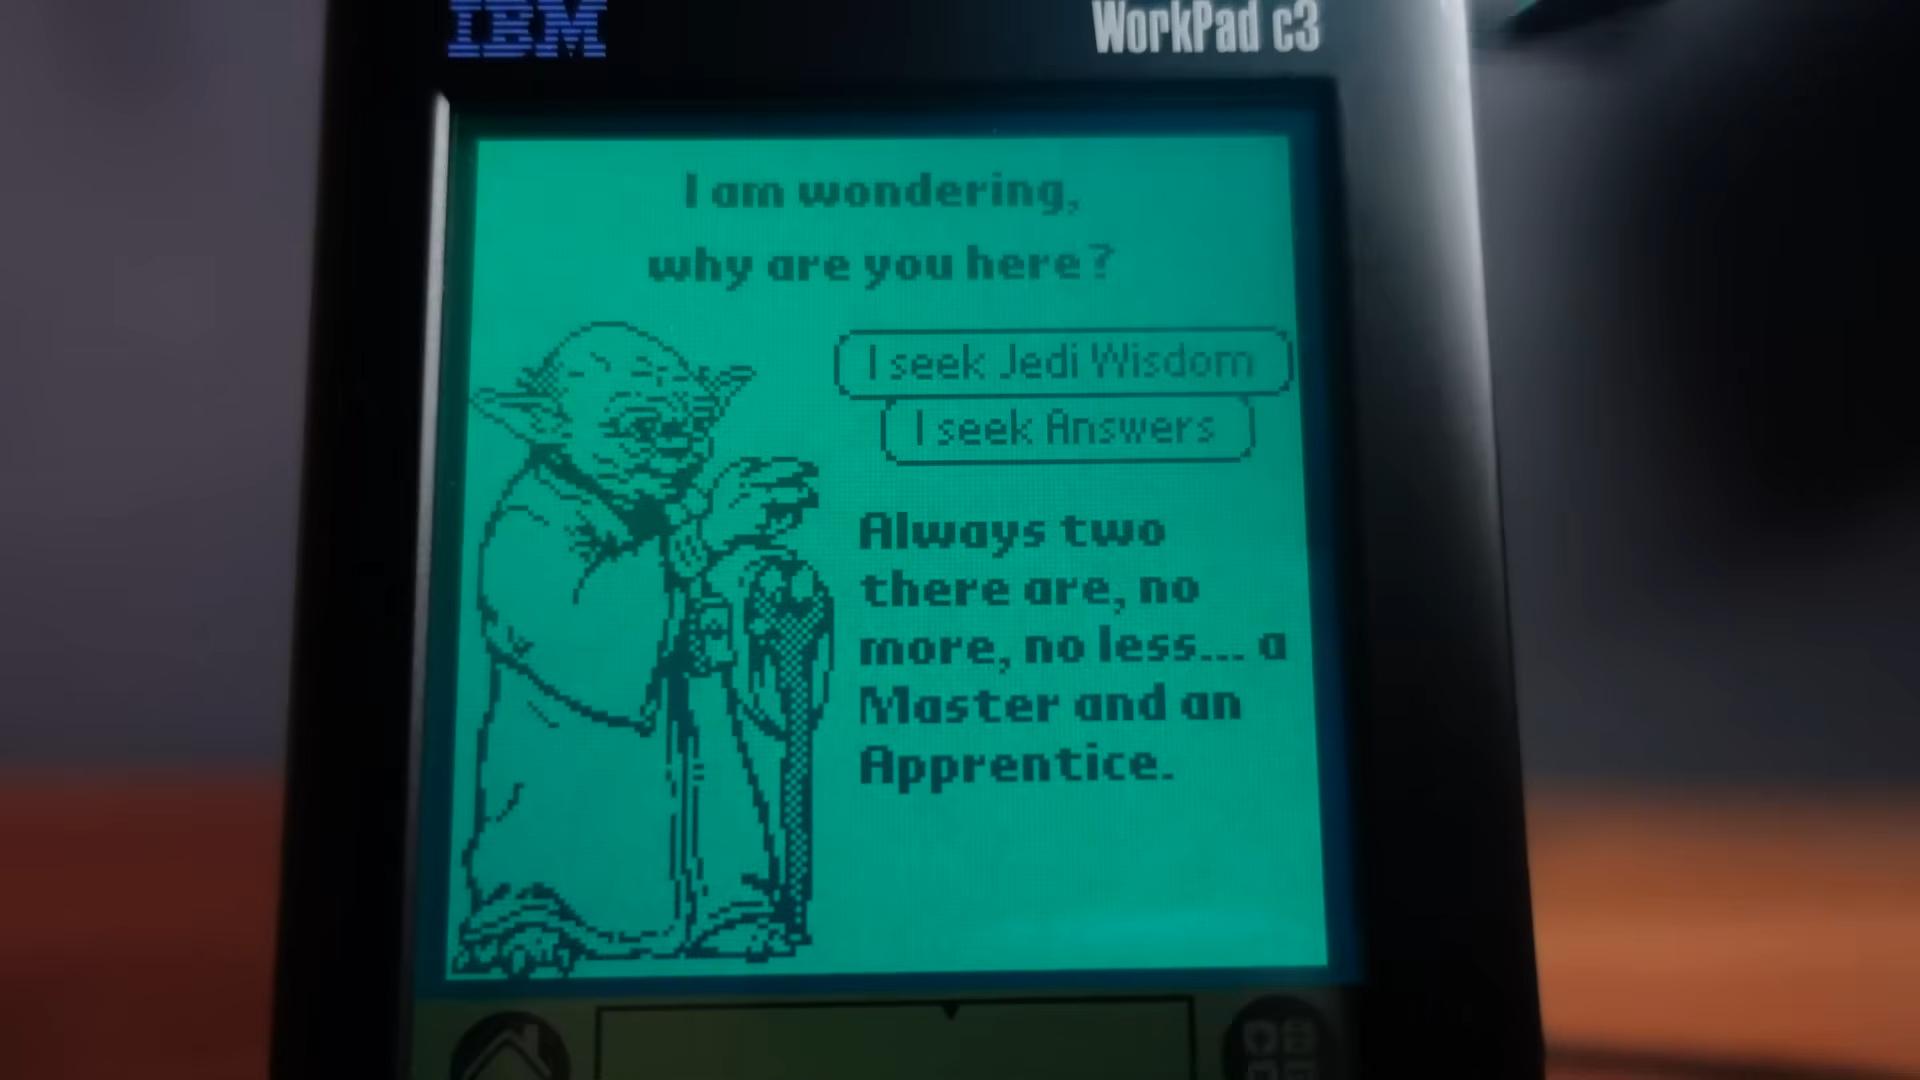 IBM
WorkPad c3
I am wondering,
why are you here?
I seek Jedi Wisdom
I seek Answers
Always two
there are, no
more, no less... a
Master and an
Apprentice.